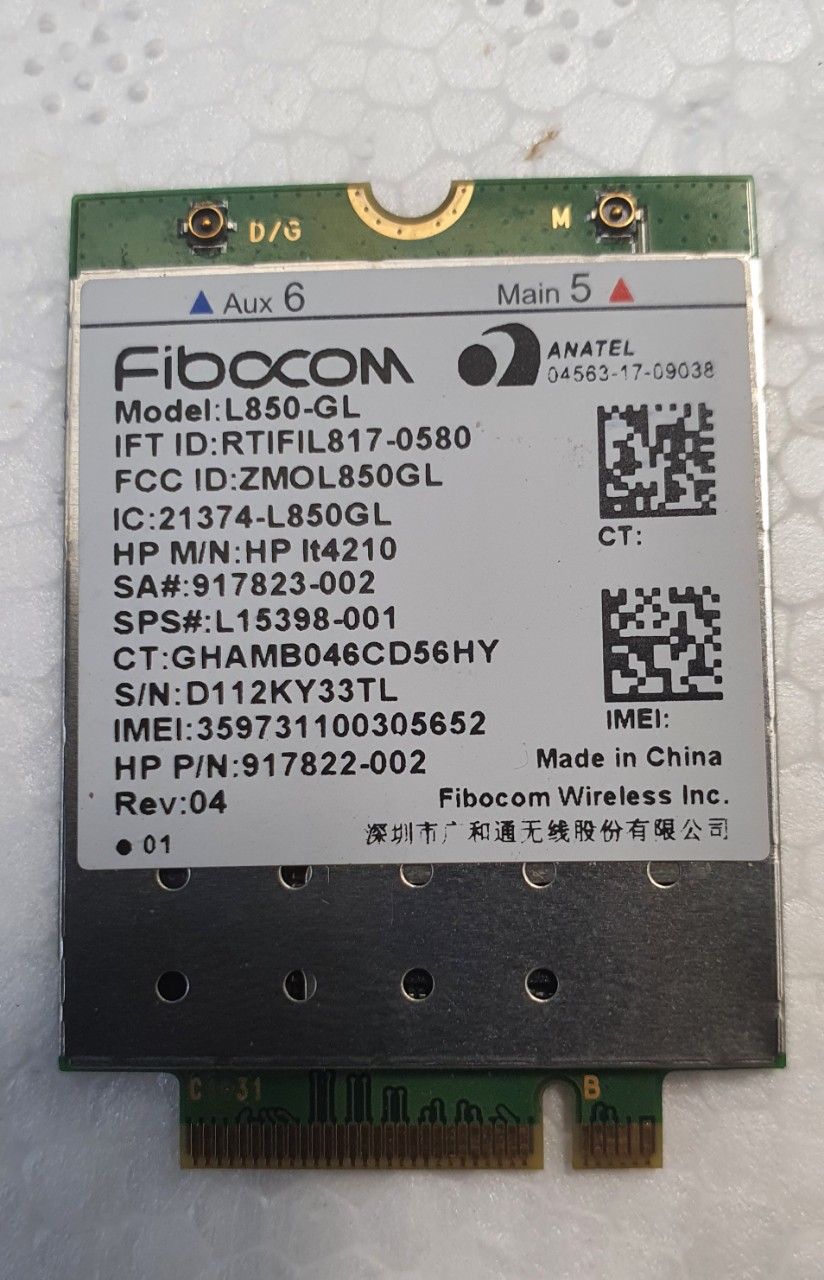 D/G M
Aux 6 Main 5
Fibocom
ANATEL
04563-17-09038
Model:L850-GL
IFT ID:RTIFIL817-0580
FCC ID:ZMOL850GL
IC:21374-L850GL
HP M/N:HP lt4210
CT:
SA#:917823-002
SPS#:L15398-001
CT:GHAMB046CD56HY
S/N:D112KY33TL
IMEI:359731100305652
IMEI:
HP P/N:917822-002
Made in China
Rev:04
Fibocom Wireless Inc.
深圳市广和通无线股份有限公司
01
B